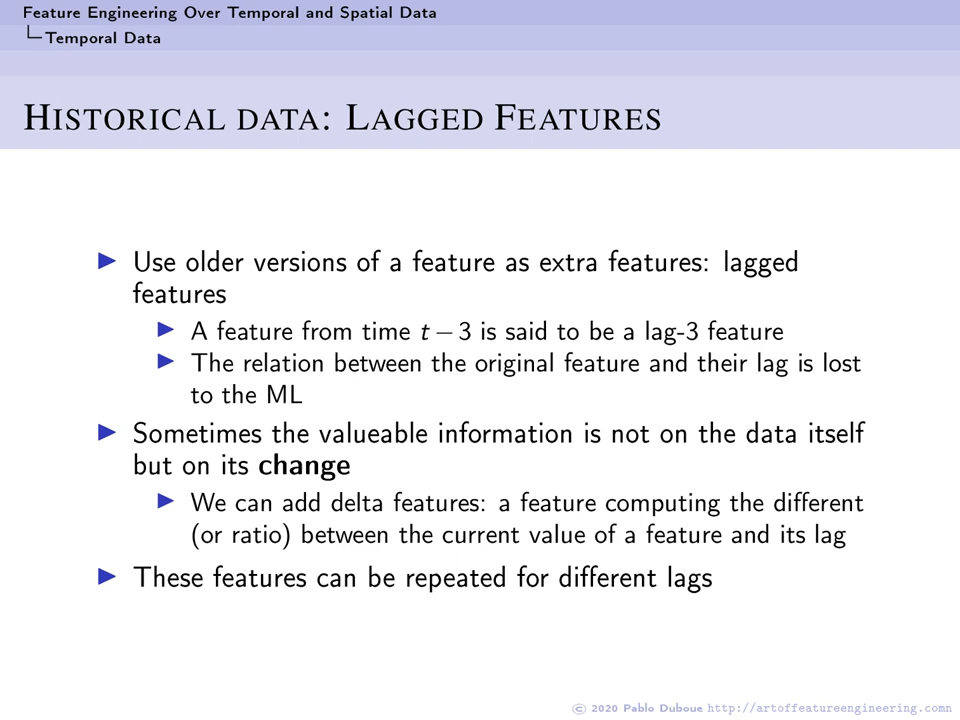 Feature Engineering Over Temporal and Spatial Data
Temporal Data
HISTORICAL DATA: LAGGED FEATURES
Use older versions of a feature as extra features: lagged
features
A feature from time t − 3 is said to be a lag-3 feature
The relation between the original feature and their lag is lost
to the ML
Sometimes the valueable information is not on the data itself
but on its change
We can add delta features: a feature computing the different
(or ratio) between the current value of a feature and its lag
These features can be repeated for different lags
© 2020 Pablo Duboue http://artoffeatureengineering.comn